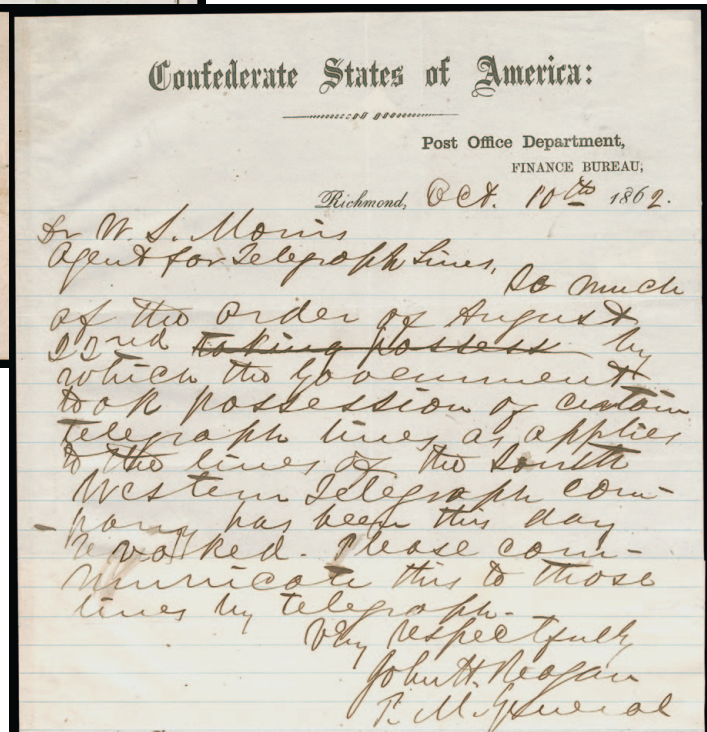 Confederate States of America:
Post Office Department,
FINANCE BUREAU,
Richmond, Oct. 10th 1862.
Dr W. S. Morris
Agent for Telegraph Lines,
So much
of the order of August
22nd taking possess by
which the Government
took possession of certain
telegraph lines as applies
to the lines of the South
Western Telegraph com-
pany has been this day
revoked. Please com-
municate this to those
lines by telegraph.
Very respectfully
John H. Reagan
P. M. General